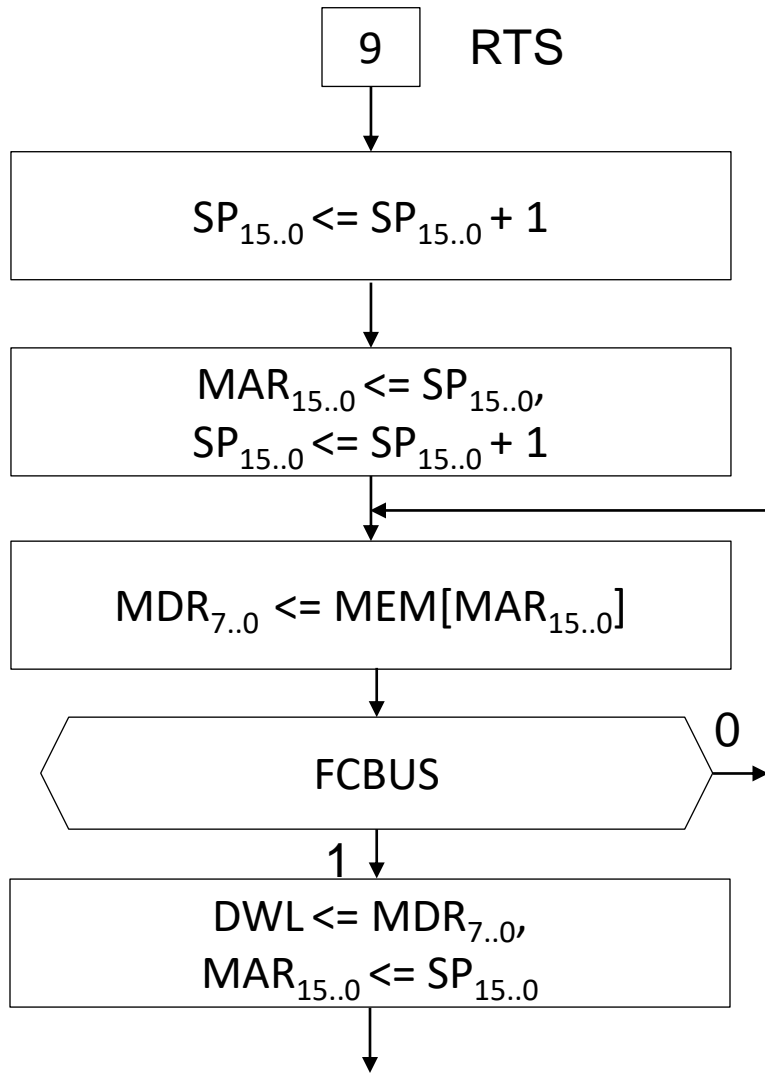 9 RTS
SP15..0 <= SP15..0 + 1
MAR15..0 <= SP15..0,
SP15..0 <= SP15..0 + 1
MDR7..0 <= MEM[MAR15..0]
0
FCBUS
1
DWL <= MDR7..0,
MAR15..0 <= SP15..0